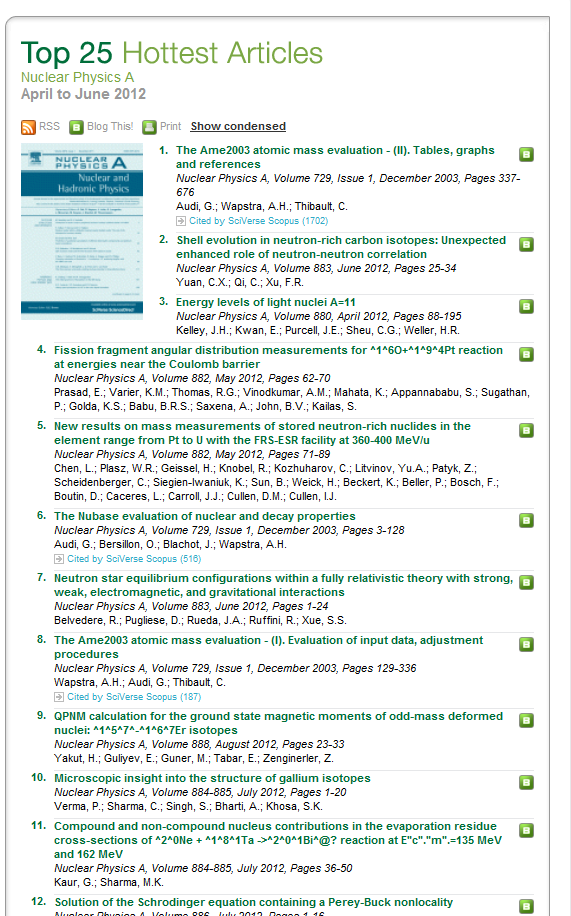 Top 25 Hottest Articles
Nuclear Physics A
April to June 2012
RSS Blog This! Print Show condensed
NUCLEAR
PHYSICS A
Nuclear and
Hadronic Physics
1. The Ame2003 atomic mass evaluation - (II). Tables, graphs
and references
Nuclear Physics A, Volume 729, Issue 1, December 2003, Pages 337-
676
Audi, G.; Wapstra, A.H.; Thibault, C.
Cited by SciVerse Scopus (1702)
2. Shell evolution in neutron-rich carbon isotopes: Unexpected
enhanced role of neutron-neutron correlation
Nuclear Physics A, Volume 883, June 2012, Pages 25-34
Yuan, C.X.; Qi, C.; Xu, F.R.
3. Energy levels of light nuclei A=11
Nuclear Physics A, Volume 880, April 2012, Pages 88-195
Kelley, J.H.; Kwan, E.; Purcell, J.E.; Sheu, C.G.; Weller, H.R.
4. Fission fragment angular distribution measurements for ^1^6O+^1^9^4Pt reaction
at energies near the Coulomb barrier
Nuclear Physics A, Volume 882, May 2012, Pages 62-70
Prasad, E.; Varier, K.M.; Thomas, R.G.; Vinodkumar, A.M.; Mahata, K.; Appannababu, S.; Sugathan,
P.; Golda, K.S.; Babu, B.R.S.; Saxena, A.; John, B.V.; Kailas, S.
5. New results on mass measurements of stored neutron-rich nuclides in the
element range from Pt to U with the FRS-ESR facility at 360-400 MeV/u
Nuclear Physics A, Volume 882, May 2012, Pages 71-89
Chen, L.; Plasz, W.R.; Geissel, H.; Knobel, R.; Kozhuharov, C.; Litvinov, Yu.A.; Patyk, Z.;
Scheidenberger, C.; Siegien-Iwaniuk, K.; Sun, B.; Weick, H.; Beckert, K.; Beller, P.; Bosch, F.;
Boutin, D.; Caceres, L.; Carroll, J.J.; Cullen, D.M.; Cullen, I.J.
6. The Nubase evaluation of nuclear and decay properties
Nuclear Physics A, Volume 729, Issue 1, December 2003, Pages 3-128
Audi, G.; Bersillon, O.; Blachot, J.; Wapstra, A.H.
Cited by SciVerse Scopus (516)
7. Neutron star equilibrium configurations within a fully relativistic theory with strong,
weak, electromagnetic, and gravitational interactions
Nuclear Physics A, Volume 883, June 2012, Pages 1-24
Belvedere, R.; Pugliese, D.; Rueda, J.A.; Ruffini, R.; Xue, S.S.
8. The Ame2003 atomic mass evaluation - (I). Evaluation of input data, adjustment
procedures
Nuclear Physics A, Volume 729, Issue 1, December 2003, Pages 129-336
Wapstra, A.H.; Audi, G.; Thibault, C.
Cited by SciVerse Scopus (187)
9. QPNM calculation for the ground state magnetic moments of odd-mass deformed
nuclei: ^1^5^7^-^1^6^7Er isotopes
Nuclear Physics A, Volume 888, August 2012, Pages 23-33
Yakut, H.; Guliyev, E.; Guner, M.; Tabar, E.; Zenginerler, Z.
10. Microscopic insight into the structure of gallium isotopes
Nuclear Physics A, Volume 884-885, July 2012, Pages 1-20
Verma, P.; Sharma, C.; Singh, S.; Bharti, A.; Khosa, S.K.
11. Compound and non-compound nucleus contributions in the evaporation residue
cross-sections of ^2^0Ne + ^1^8^1Ta ->^2^0^1Bi^@? reaction at E"c"."m".=135 MeV
and 162 MeV
Nuclear Physics A, Volume 884-885, July 2012, Pages 36-50
Kaur, G.; Sharma, M.K.
12. Solution of the Schrodinger equation containing a Perey-Buck nonlocality
Nuclear Physics A, Volume 886, July 2012, Pages 1-16